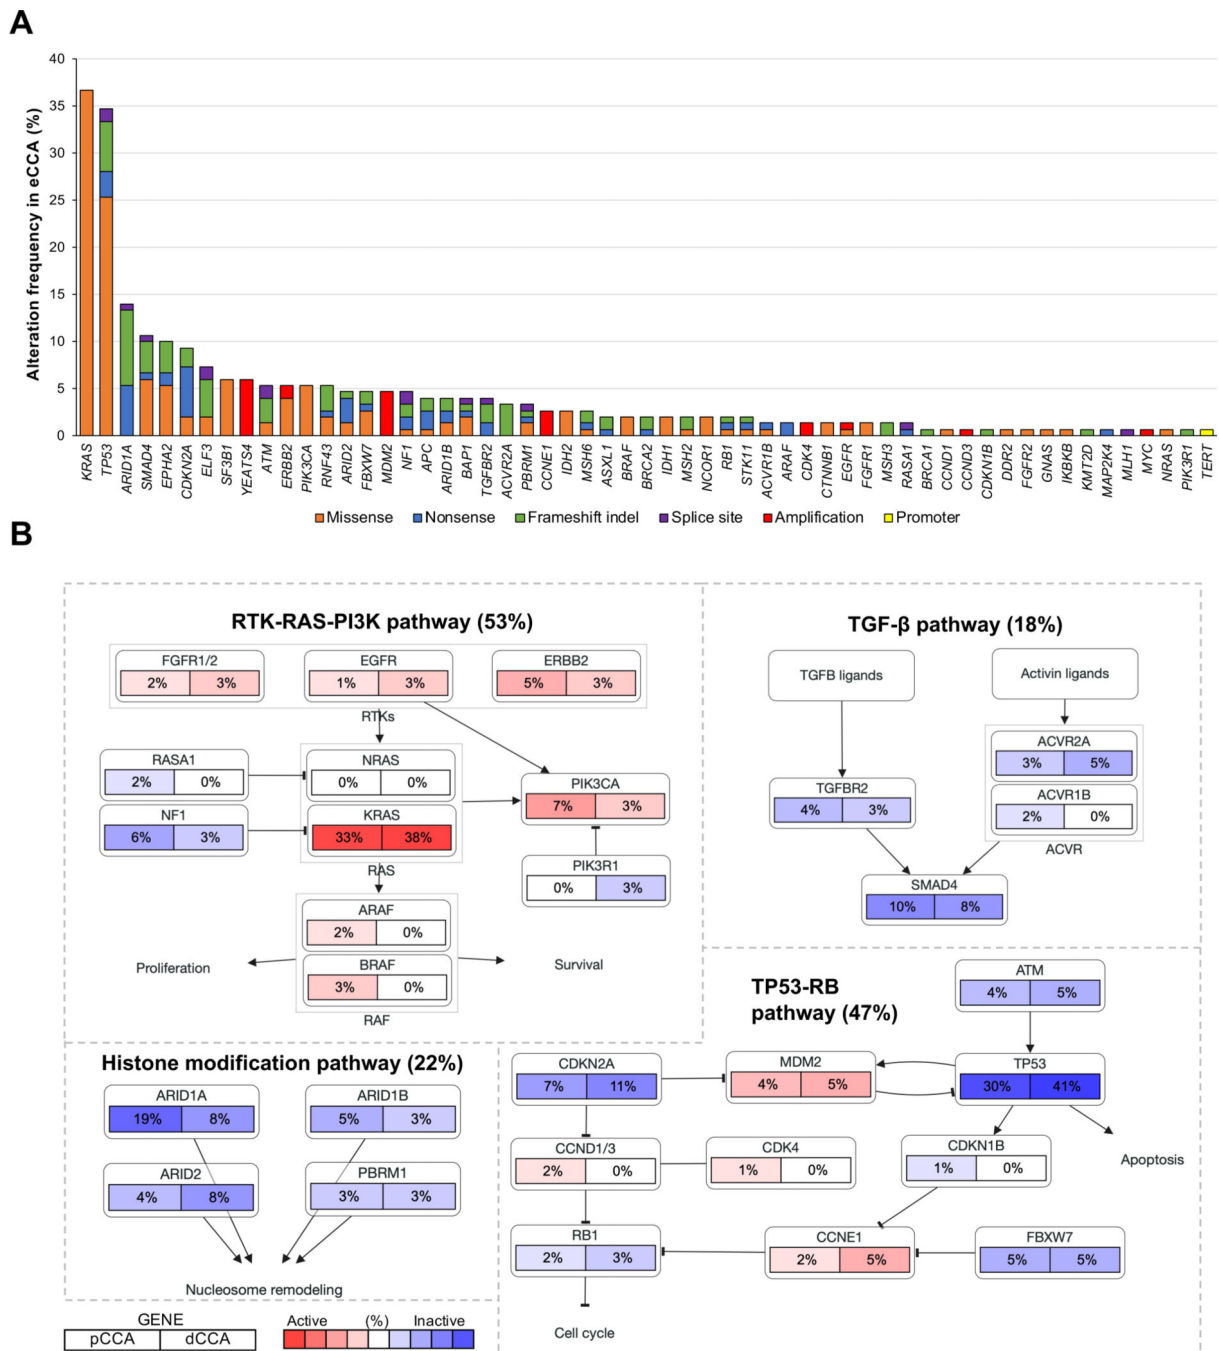 A
Alteration frequency in eCCA (%)
40
35
30
25
20
15
10
5
0
KRAS
TP53
ARID1A
SMAD4
EPHA2
CDKN2A
ELF3
SF3B1
YEATS4
ATM
ERBB2
PIK3CA
RNF43
ARID2
FBXW7
MDM2
NF1
APC
ARID1B
BAP1
TGFBR2
ACVR2A
PBRM1
CCNE1
IDH2
MSH6
ASXL1
BRAF
BRCA2
IDH1
MSH2
NCOR1
RB1
STK11
ACVR1B
ARAF
CDK4
CTNNB1
EGFR
FGFR1
MSH3
RASA1
BRCA1
CCND1
CCND3
CDKN1B
DDR2
FGFR2
GNAS
IKBKB
KMT2D
MAP2K4
MLH1
MYC
NRAS
PIK3R1
TERT
Missense Nonsense Frameshift indel Splice site Amplification Promoter
B
RTK-RAS-PI3K pathway (53%)
FGFR1/2
2% 3%
EGFR
1% 3%
ERBB2
5% 3%
RTKs
RASA1
2% 0%
NF1
6% 3%
NRAS
0% 0%
KRAS
33% 38%
RAS
PIK3CA
7% 3%
PIK3R1
0% 3%
ARAF
2% 0%
BRAF
3% 0%
RAF
Proliferation
Survival
TGF-β pathway (18%)
TGFB ligands
Activin ligands
ACVR2A
3% 5%
ACVR1B
2% 0%
ACVR
TGFBR2
4% 3%
SMAD4
10% 8%
Histone modification pathway (22%)
ARID1A
19% 8%
ARID1B
5% 3%
ARID2
4% 8%
PBRM1
3% 3%
Nucleosome remodeling
TP53-RB
pathway (47%)
ATM
4% 5%
CDKN2A
7% 11%
MDM2
4% 5%
TP53
30% 41%
CCND1/3
2% 0%
CDK4
1% 0%
CDKN1B
1% 0%
Apoptosis
RB1
2% 3%
CCNE1
2% 5%
FBXW7
5% 5%
Cell cycle
GENE
pCCA dCCA
Active (%) Inactive